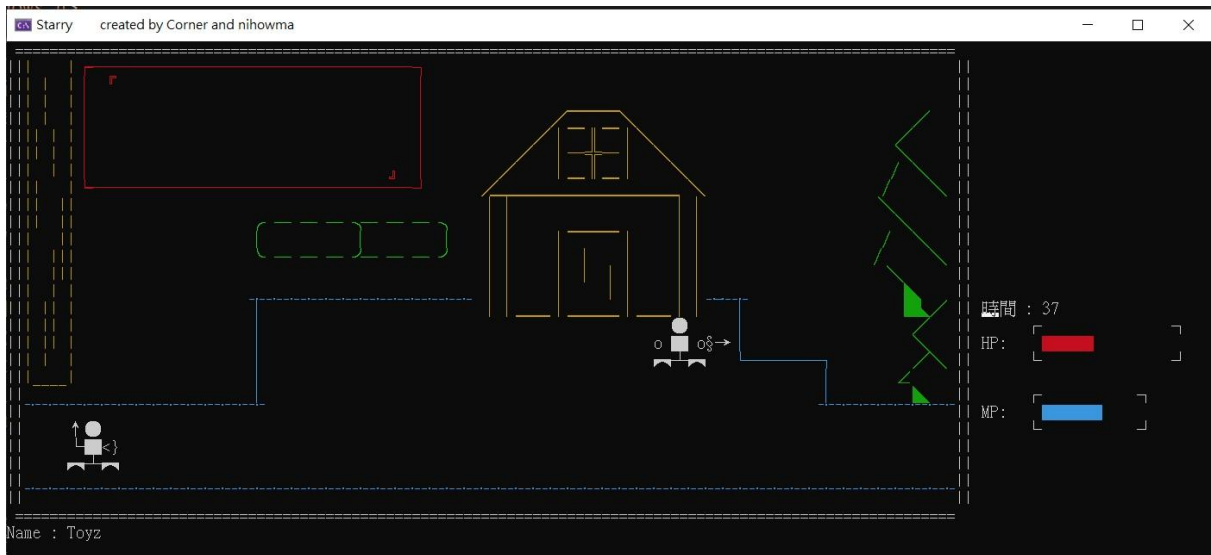 Starry created by Corner and nihowma
『
』
時間 : 37
HP:
MP:
Name : Toyz